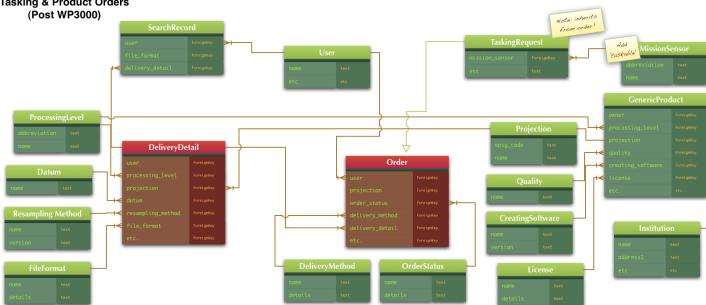 Tasking & Product Orders
(Post WP3000)
SearchRecord
user ForeignKey
file_format ForeignKey
delivery_detail ForeignKey
User
name text
etc etc
TaskingRequest
mission_sensor ForeignKey
etc text
Note: inherits
from order!
Add
'taskable'
MissionSensor
abbreviation text
name text
ProcessingLevel
abbreviation text
name text
GenericProduct
owner ForeignKey
processing_level ForeignKey
projection ForeignKey
quality ForeignKey
creating_software ForeignKey
license ForeignKey
etc. etc
DeliveryDetail
user ForeignKey
processing_level ForeignKey
projection ForeignKey
datum ForeignKey
resampling_method ForeignKey
file_format ForeignKey
etc. ForeignKey
Projection
epsg_code text
name text
Order
user ForeignKey
projection ForeignKey
order_status ForeignKey
delivery_method ForeignKey
delivery_detail ForeignKey
etc. ForeignKey
Datum
name text
Quality
name text
Resampling Method
name text
version text
CreatingSoftware
name text
version text
Institution
name text
address1 text
etc etc
FileFormat
name text
details text
DeliveryMethod
name text
details text
OrderStatus
name text
details text
License
name text
details text